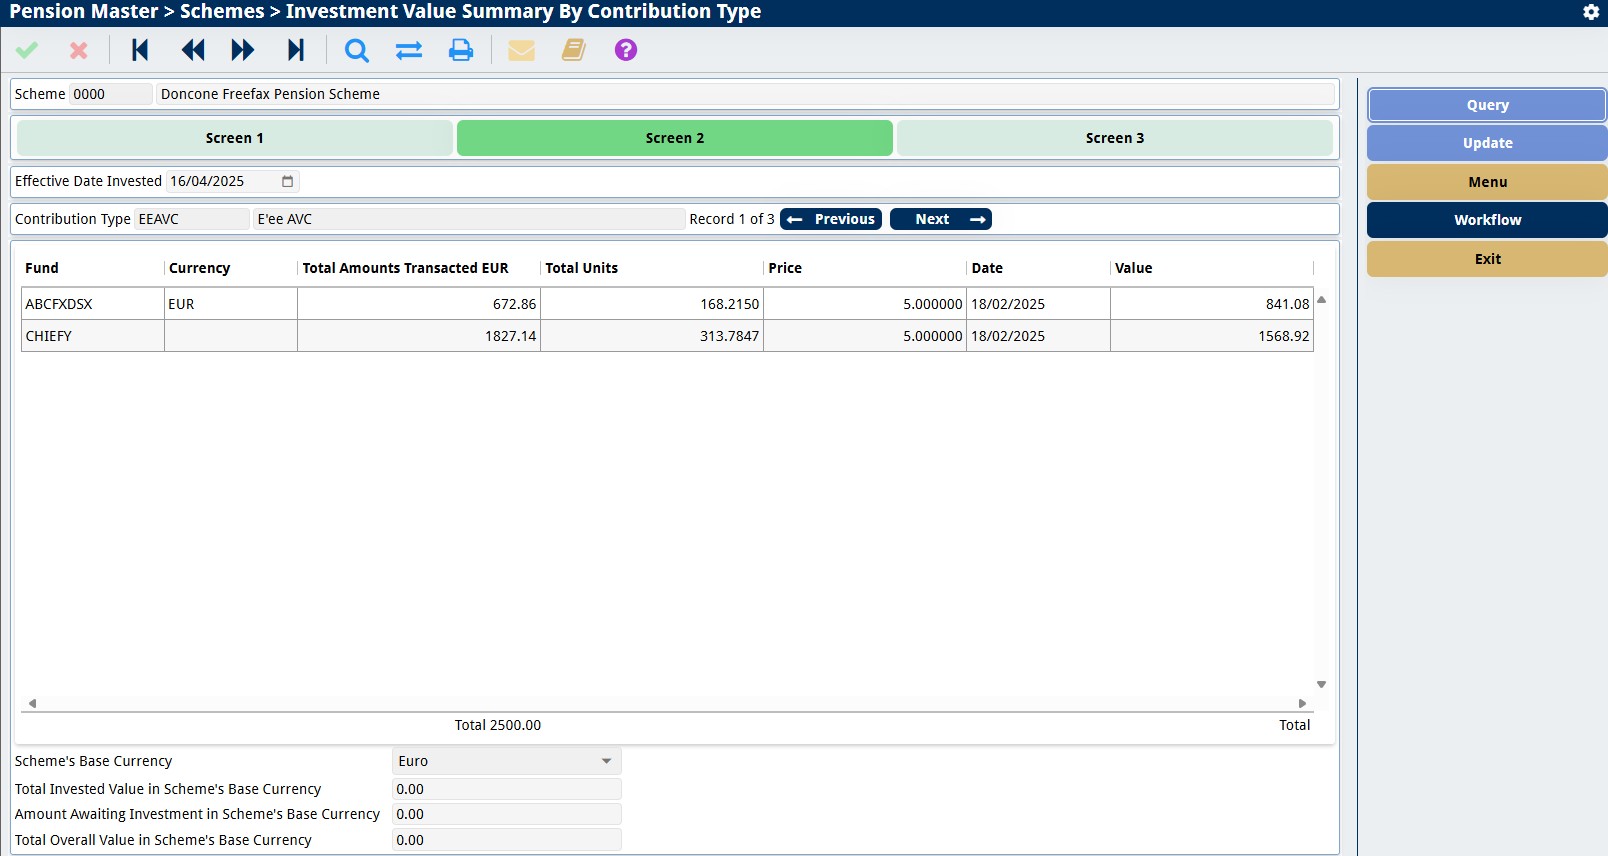 Pension Master > Schemes > Investment Value Summary By Contribution Type
?
Scheme 0000 Doncone Freefax Pension Scheme
Screen 1 Screen 2 Screen 3
Effective Date Invested 16/04/2025
Contribution Type EEAVC E'ee AVC Record 1 of 3 Previous Next
Fund Currency Total Amounts Transacted EUR Total Units Price Date Value
ABCFXDSX EUR 672.86 168.2150 5.000000 18/02/2025 841.08
CHIEFY 1827.14 313.7847 5.000000 18/02/2025 1568.92
Total 2500.00 Total
Scheme's Base Currency Euro
Total Invested Value in Scheme's Base Currency 0.00
Amount Awaiting Investment in Scheme's Base Currency 0.00
Total Overall Value in Scheme's Base Currency 0.00
Query
Update
Menu
Workflow
Exit